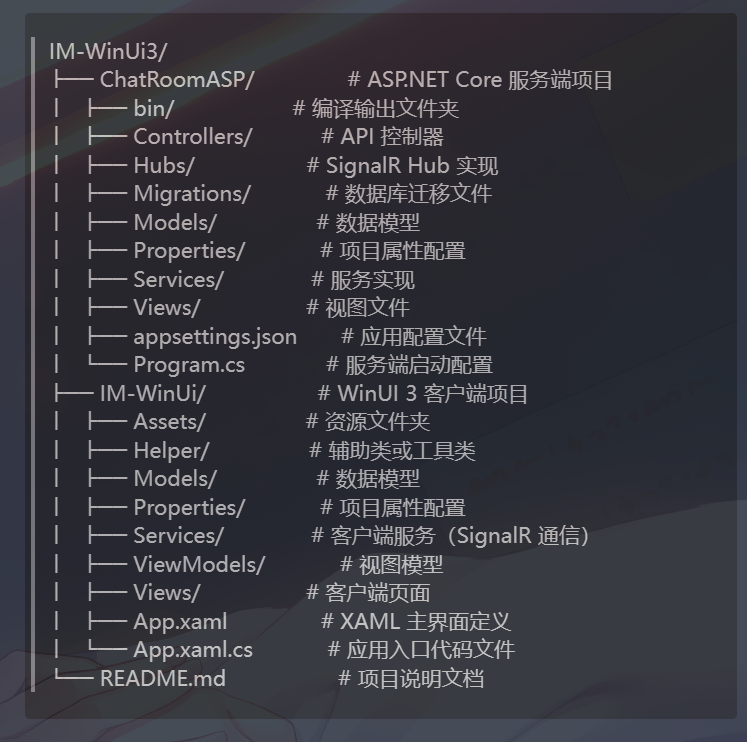 IM-WinUi3/
├── ChatRoomASP/ # ASP.NET Core 服务端项目
│ ├── bin/ # 编译输出文件夹
│ ├── Controllers/ # API 控制器
│ ├── Hubs/ # SignalR Hub 实现
│ ├── Migrations/ # 数据库迁移文件
│ ├── Models/ # 数据模型
│ ├── Properties/ # 项目属性配置
│ ├── Services/ # 服务实现
│ ├── Views/ # 视图文件
│ ├── appsettings.json # 应用配置文件
│ └── Program.cs # 服务端启动配置
├── IM-WinUi/ # WinUI 3 客户端项目
│ ├── Assets/ # 资源文件夹
│ ├── Helper/ # 辅助类或工具类
│ ├── Models/ # 数据模型
│ ├── Properties/ # 项目属性配置
│ ├── Services/ # 客户端服务（SignalR 通信）
│ ├── ViewModels/ # 视图模型
│ ├── Views/ # 客户端页面
│ ├── App.xaml # XAML 主界面定义
│ └── App.xaml.cs # 应用入口代码文件
└── README.md # 项目说明文档